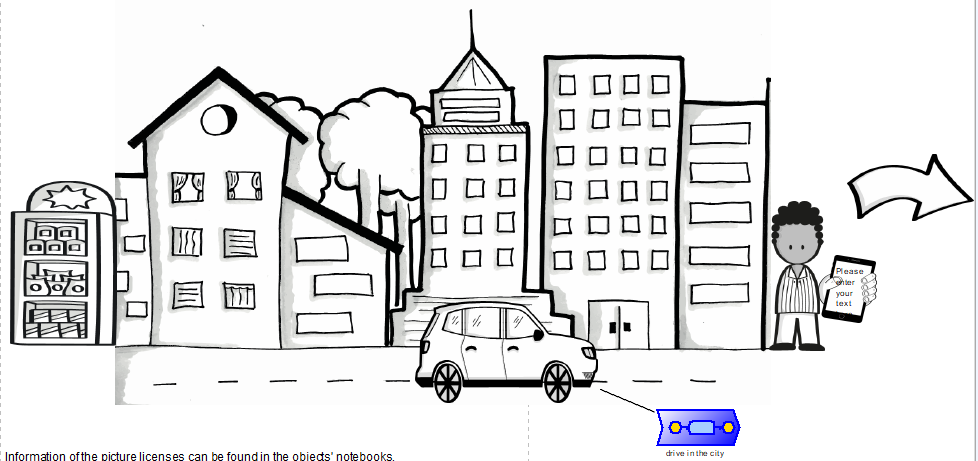 Please
enter
your
text
drive in the city
Information of the picture licenses can be found in the objects' notebooks.